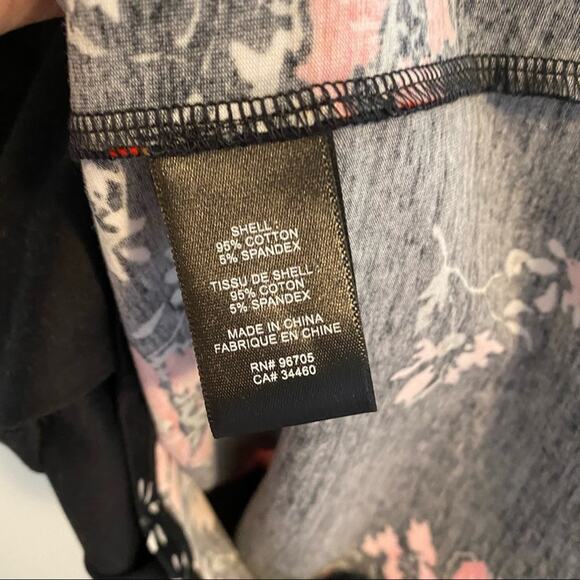 SHELL -
95% COTTON
5% SPANDEX
TISSU DE SHELL
95% COTON
5% SPANDEX
MADE IN CHINA
FABRIQUE EN CHINE
RN# 96705
CA# 34460